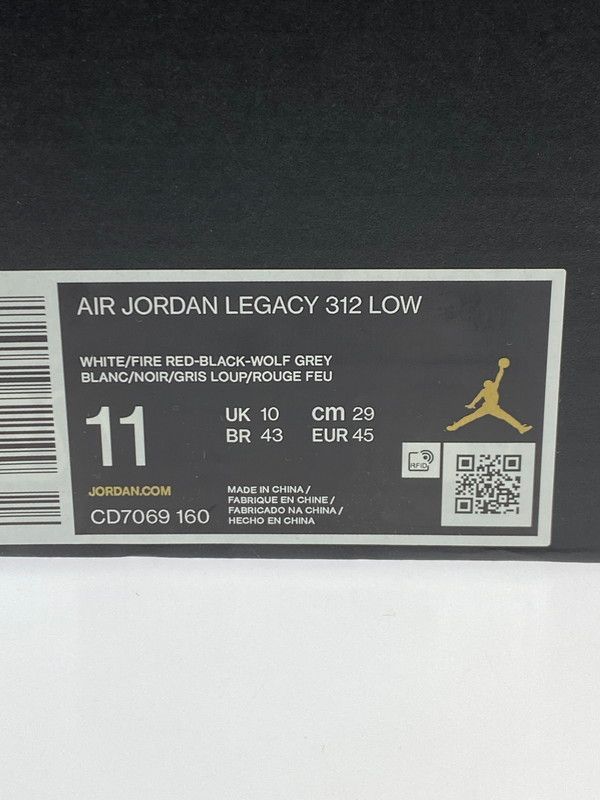 AIR JORDAN LEGACY 312 LOW
WHITE/FIRE RED-BLACK-WOLF GREY
BLANC/NOIR/GRIS LOUP/ROUGE FEU
11
UK 10 cm 29
BR 43 EUR 45
RFID
JORDAN.COM
CD7069 160
MADE IN CHINA /
FABRIQUE EN CHINE /
FABRICADO NA CHINA /
HECHO EN CHINA